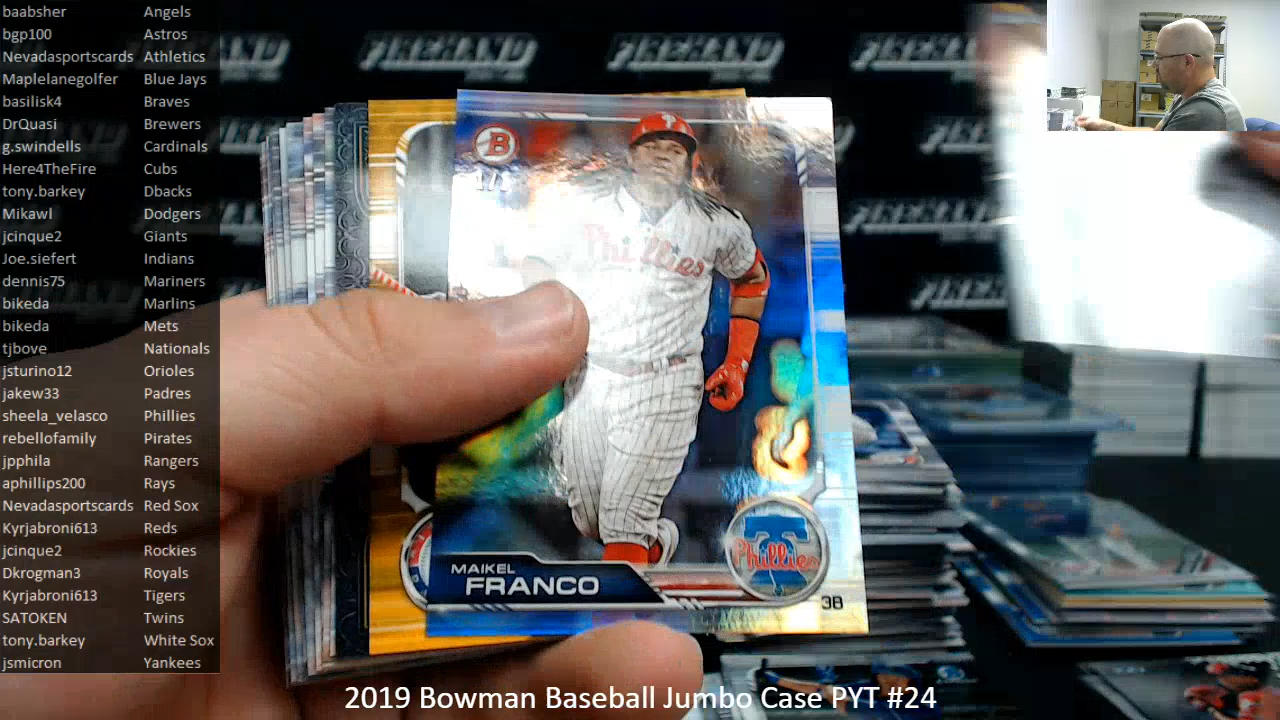 baabsher Angels
bgp100 Astros
Nevadasportscards Athletics
Maplelanegolfer Blue Jays
basilisk4 Braves
DrQuasi Brewers
g.swindells Cardinals
Here4TheFire Cubs
tony.barkey Dbacks
Mikawl Dodgers
jcinque2 Giants
Joe.siefert Indians
dennis75 Mariners
bikeda Marlins
bikeda Mets
tjbove Nationals
jsturino12 Orioles
jakew33 Padres
sheela_velasco Phillies
rebellofamily Pirates
jpphila Rangers
aphillips200 Rays
Nevadasportscards Red Sox
Kyrjabroni613 Reds
jcinque2 Rockies
Dkrogman3 Royals
Kyrjabroni613 Tigers
SATOKEN Twins
tony.barkey White Sox
jsmicron Yankees
B
1/1
P
Phillies
MAIKEL
FRANCO
Phillies
38
2019 Bowman Baseball Jumbo Case PYT #24